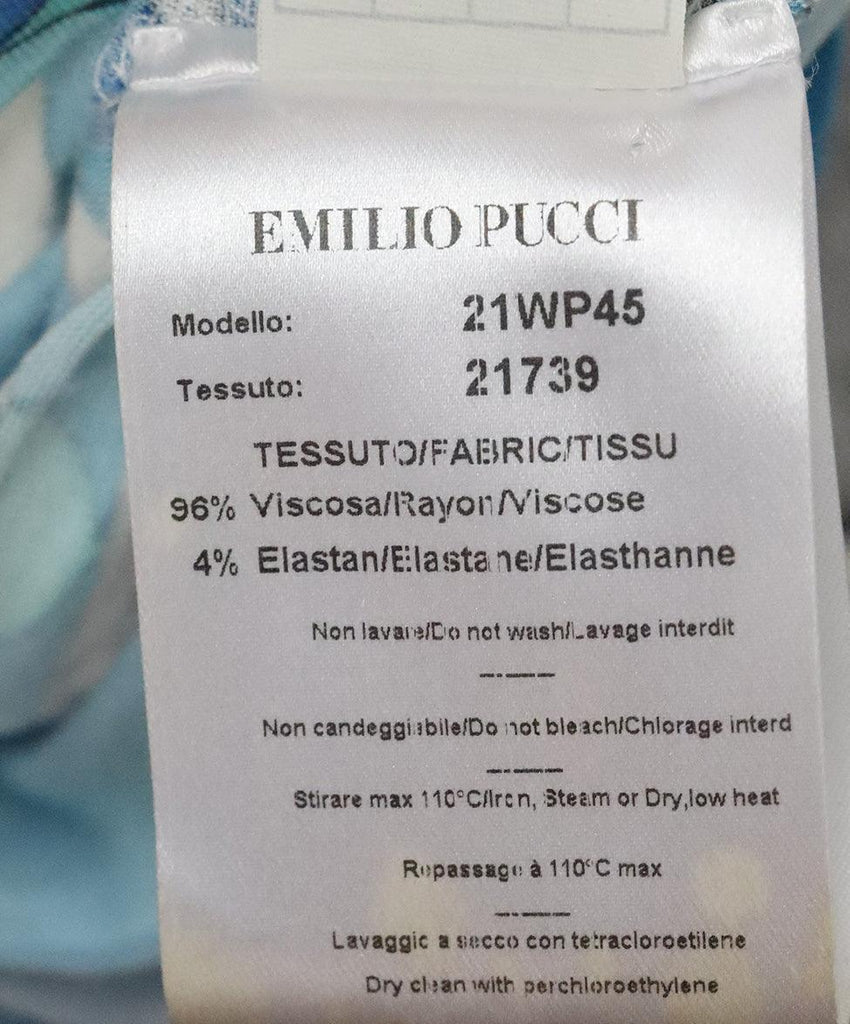 EMILIO PUCCI
Modello: 21WP45
Tessuto: 21739
TESSUTO/FABRIC/TISSU
96% Viscosa/Rayon/Viscose
4% Elastan/Elastane/Elasthanne
Non lavare/Do not wash/Lavage interdit
Non candeggiabile/Do not bleach/Chlorage interd
Stirare max 110°C/Iron, Steam or Dry,low heat
Repassage à 110°C max
Lavaggio a secco con tetracloroetilene
Dry clean with perchloroethylene